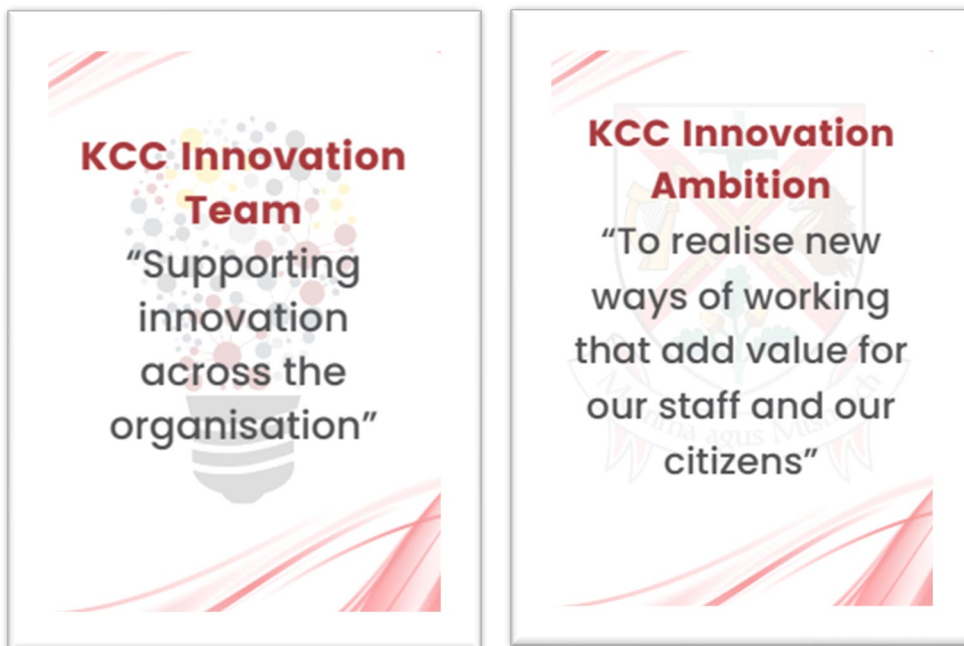 KCC Innovation
Team
“Supporting
innovation
across the
organisation”
KCC Innovation
Ambition
“To realise new
ways of working
that add value for
our staff and our
citizens”
agus